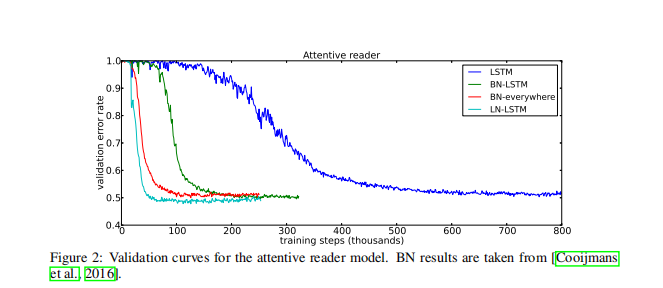 Attentive reader
1.0
0.9
0.8
0.7
0.6
0.5
0.4
validation error rate
LSTM
BN-LSTM
BN-everywhere
LN-LSTM
0 100 200 300 400 500 600 700 800
training steps (thousands)
Figure 2: Validation curves for the attentive reader model. BN results are taken from [Cooijmans
et al., 2016].